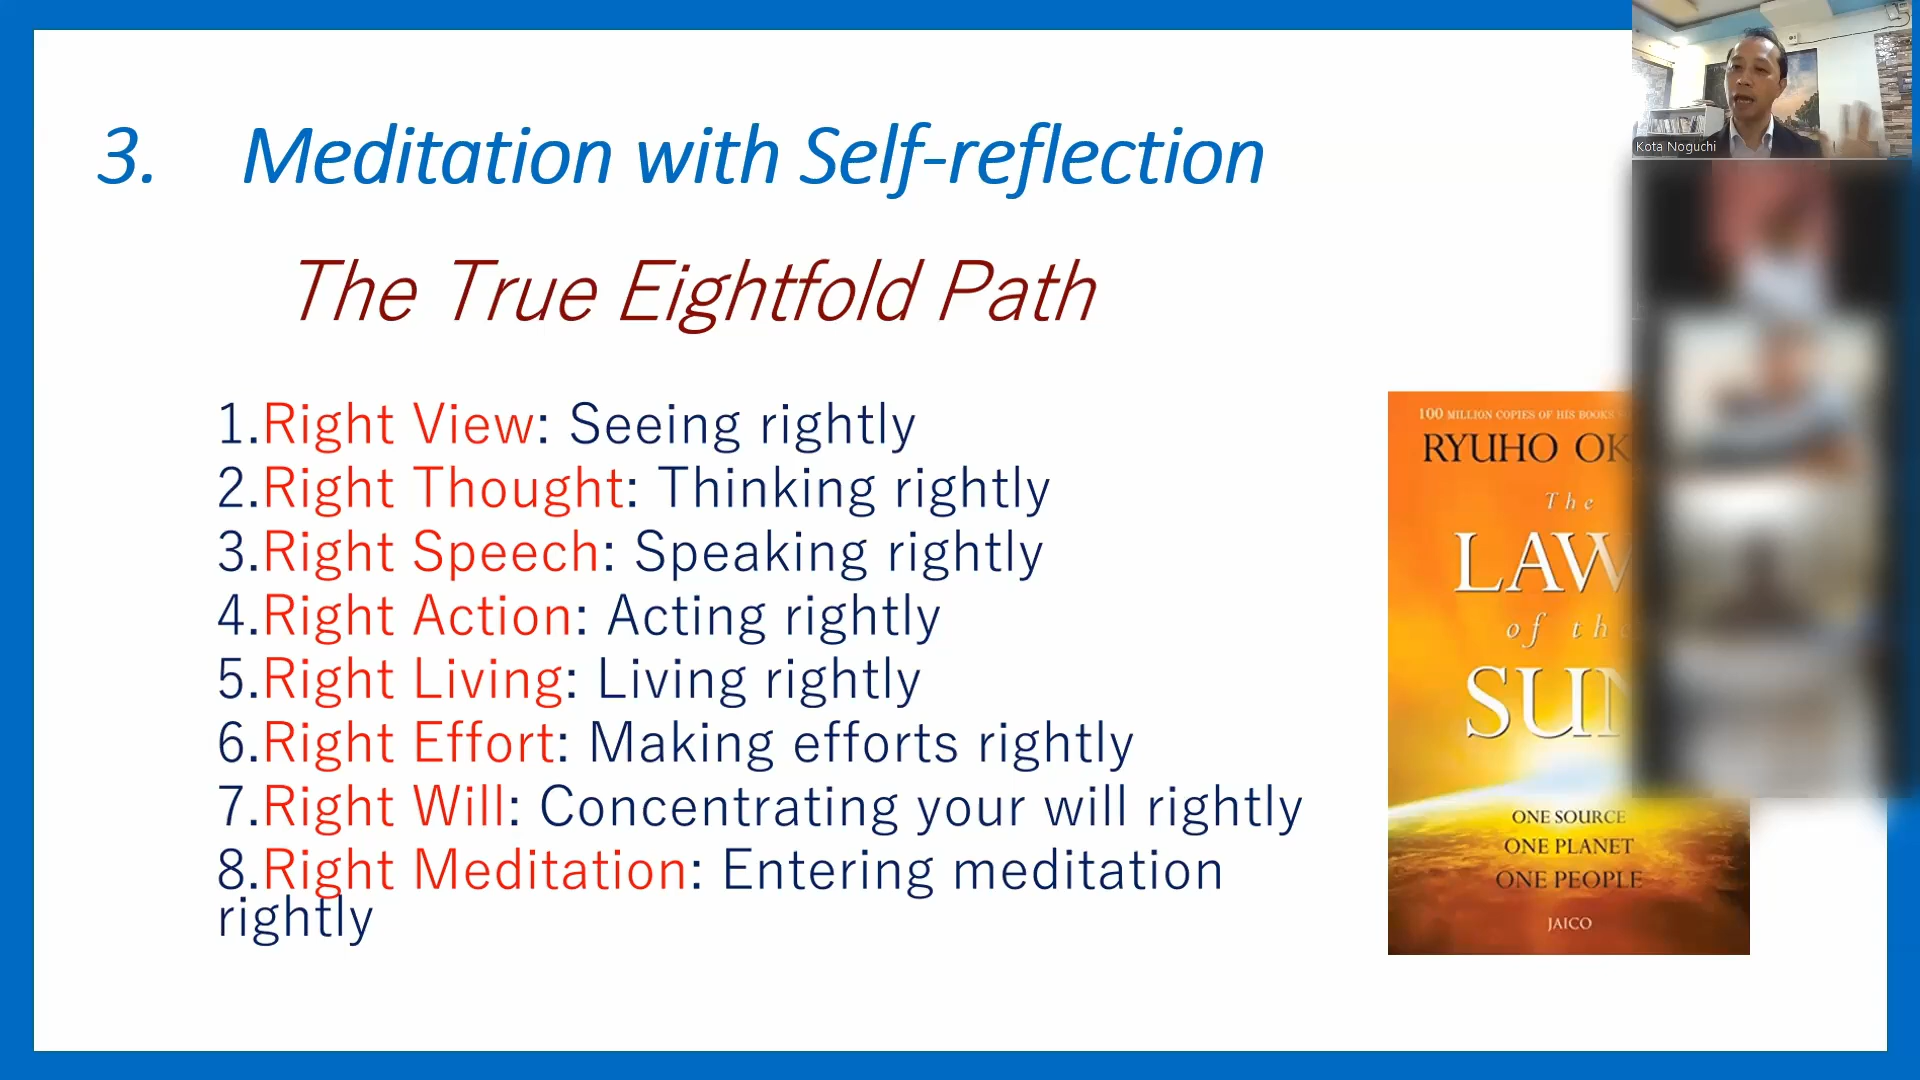 3. Meditation with Self-reflection
The True Eightfold Path
1.Right View: Seeing rightly
2.Right Thought: Thinking rightly
3.Right Speech: Speaking rightly
4.Right Action: Acting rightly
5.Right Living: Living rightly
6.Right Effort: Making efforts rightly
7.Right Will: Concentrating your will rightly
8.Right Meditation: Entering meditation
rightly
Kota Noguchi
100 MILLION COPIES OF HIS BOOKS
RYUHO
The
LAW
of the
SUN
ONE SOURCE
ONE PLANET
ONE PEOPLE
JAICO